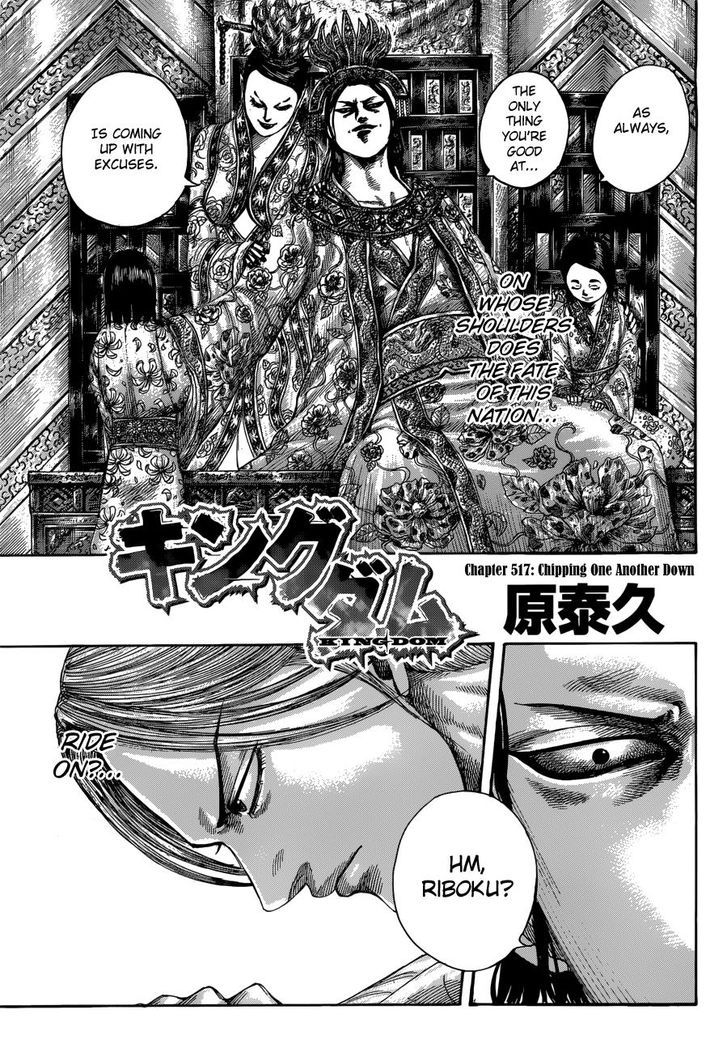 AS
ALWAYS,
THE
ONLY
THING
YOU'RE
GOOD
AT...
IS COMING
UP WITH
EXCUSES.
ON
WHOSE
SHOULDERS
DOES
THE FATE
OF THIS
NATION...
キングダム
KINGDOM
Chapter 517: Chipping One Another Down
原泰久
HM,
RIBOKU?
RIDE
ON?...